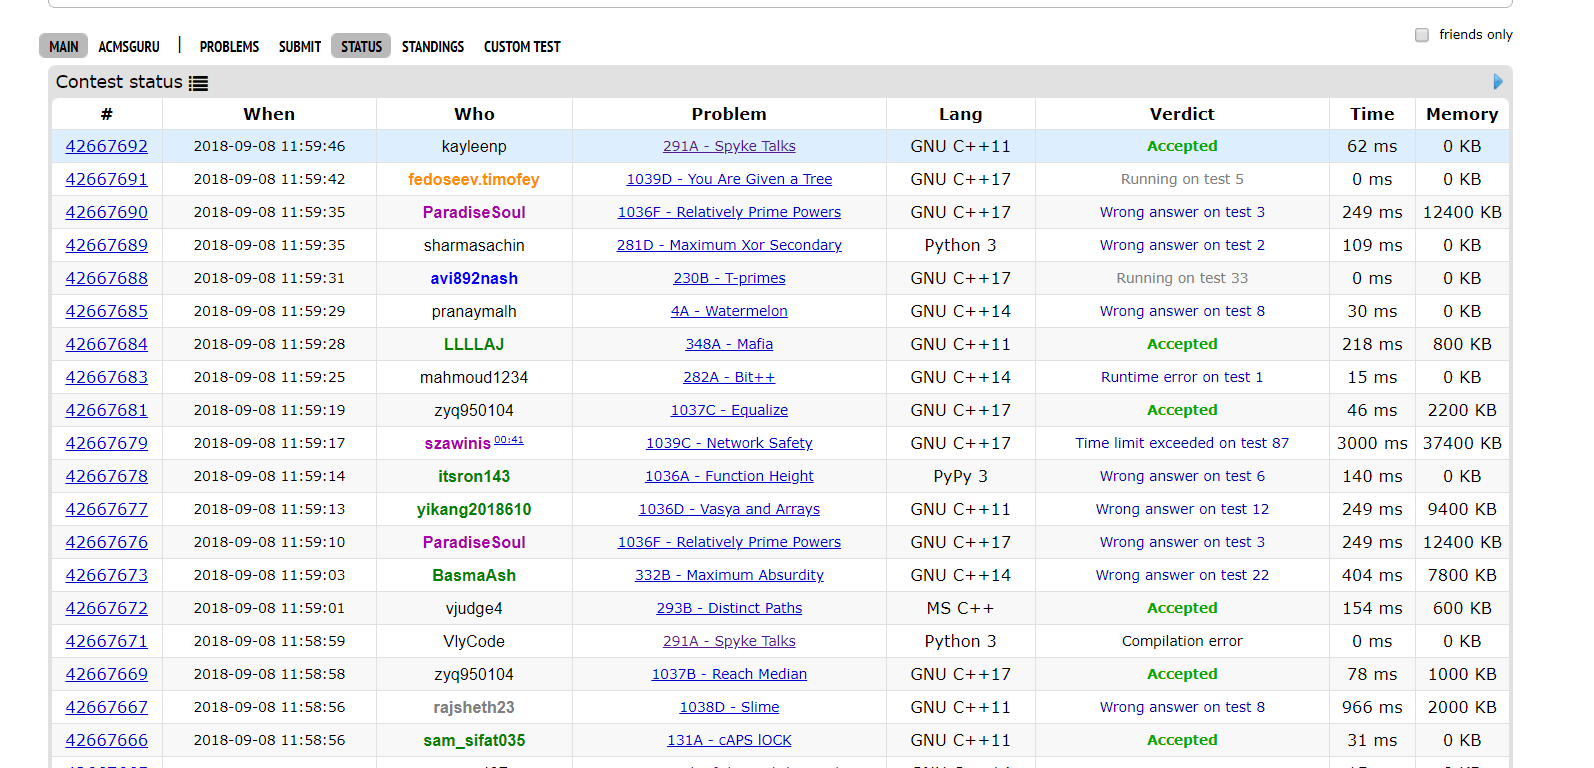 MAIN ACMSGURU | PROBLEMS SUBMIT STATUS STANDINGS CUSTOM TEST friends only
Contest status
# When Who Problem Lang Verdict Time Memory
42667692 2018-09-08 11:59:46 kayleenp 291A - Spyke Talks GNU C++11 Accepted 62 ms 0 KB
42667691 2018-09-08 11:59:42 fedoseev.timofey 1039D - You Are Given a Tree GNU C++17 Running on test 5 0 ms 0 KB
42667690 2018-09-08 11:59:35 ParadiseSoul 1036F - Relatively Prime Powers GNU C++17 Wrong answer on test 3 249 ms 12400 KB
42667689 2018-09-08 11:59:35 sharmasachin 281D - Maximum Xor Secondary Python 3 Wrong answer on test 2 109 ms 0 KB
42667688 2018-09-08 11:59:31 avi892nash 230B - T-primes GNU C++17 Running on test 33 0 ms 0 KB
42667685 2018-09-08 11:59:29 pranaymalh 4A - Watermelon GNU C++14 Wrong answer on test 8 30 ms 0 KB
42667684 2018-09-08 11:59:28 LLLLAJ 348A - Mafia GNU C++11 Accepted 218 ms 800 KB
42667683 2018-09-08 11:59:25 mahmoud1234 282A - Bit++ GNU C++14 Runtime error on test 1 15 ms 0 KB
42667681 2018-09-08 11:59:19 zyq950104 1037C - Equalize GNU C++17 Accepted 46 ms 2200 KB
42667679 2018-09-08 11:59:17 szawinis 00:41 1039C - Network Safety GNU C++17 Time limit exceeded on test 87 3000 ms 37400 KB
42667678 2018-09-08 11:59:14 itsron143 1036A - Function Height PyPy 3 Wrong answer on test 6 140 ms 0 KB
42667677 2018-09-08 11:59:13 yikang2018610 1036D - Vasya and Arrays GNU C++11 Wrong answer on test 12 249 ms 9400 KB
42667676 2018-09-08 11:59:10 ParadiseSoul 1036F - Relatively Prime Powers GNU C++17 Wrong answer on test 3 249 ms 12400 KB
42667673 2018-09-08 11:59:03 BasmaAsh 332B - Maximum Absurdity GNU C++14 Wrong answer on test 22 404 ms 7800 KB
42667672 2018-09-08 11:59:01 vjudge4 293B - Distinct Paths MS C++ Accepted 154 ms 600 KB
42667671 2018-09-08 11:58:59 VlyCode 291A - Spyke Talks Python 3 Compilation error 0 ms 0 KB
42667669 2018-09-08 11:58:58 zyq950104 1037B - Reach Median GNU C++17 Accepted 78 ms 1000 KB
42667667 2018-09-08 11:58:56 rajsheth23 1038D - Slime GNU C++11 Wrong answer on test 8 966 ms 2000 KB
42667666 2018-09-08 11:58:56 sam_sifat035 131A - cAPS lOCK GNU C++11 Accepted 31 ms 0 KB